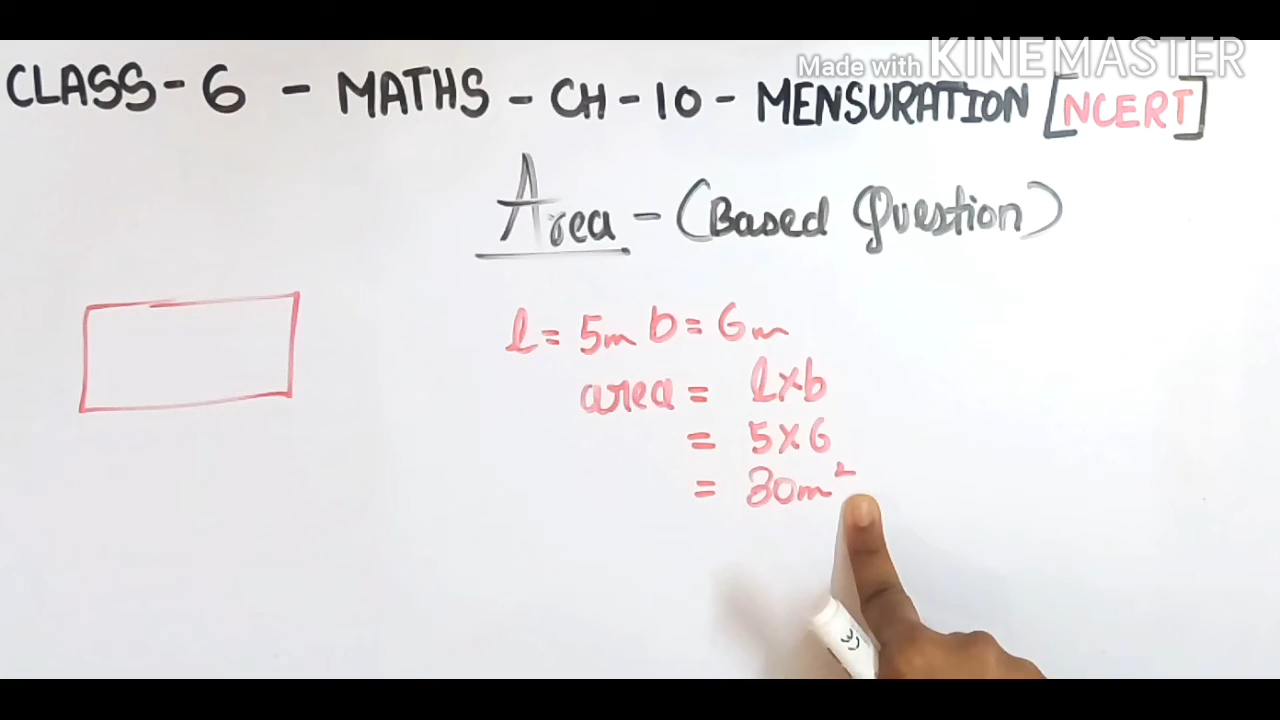 Made with KINEMASTER
CLASS-6 - MATHS - CH-10 - MENSURATION [NCERT]
Area - (Based Question)
l = 5m b = 6m
area = l×b
= 5×6
= 30m²